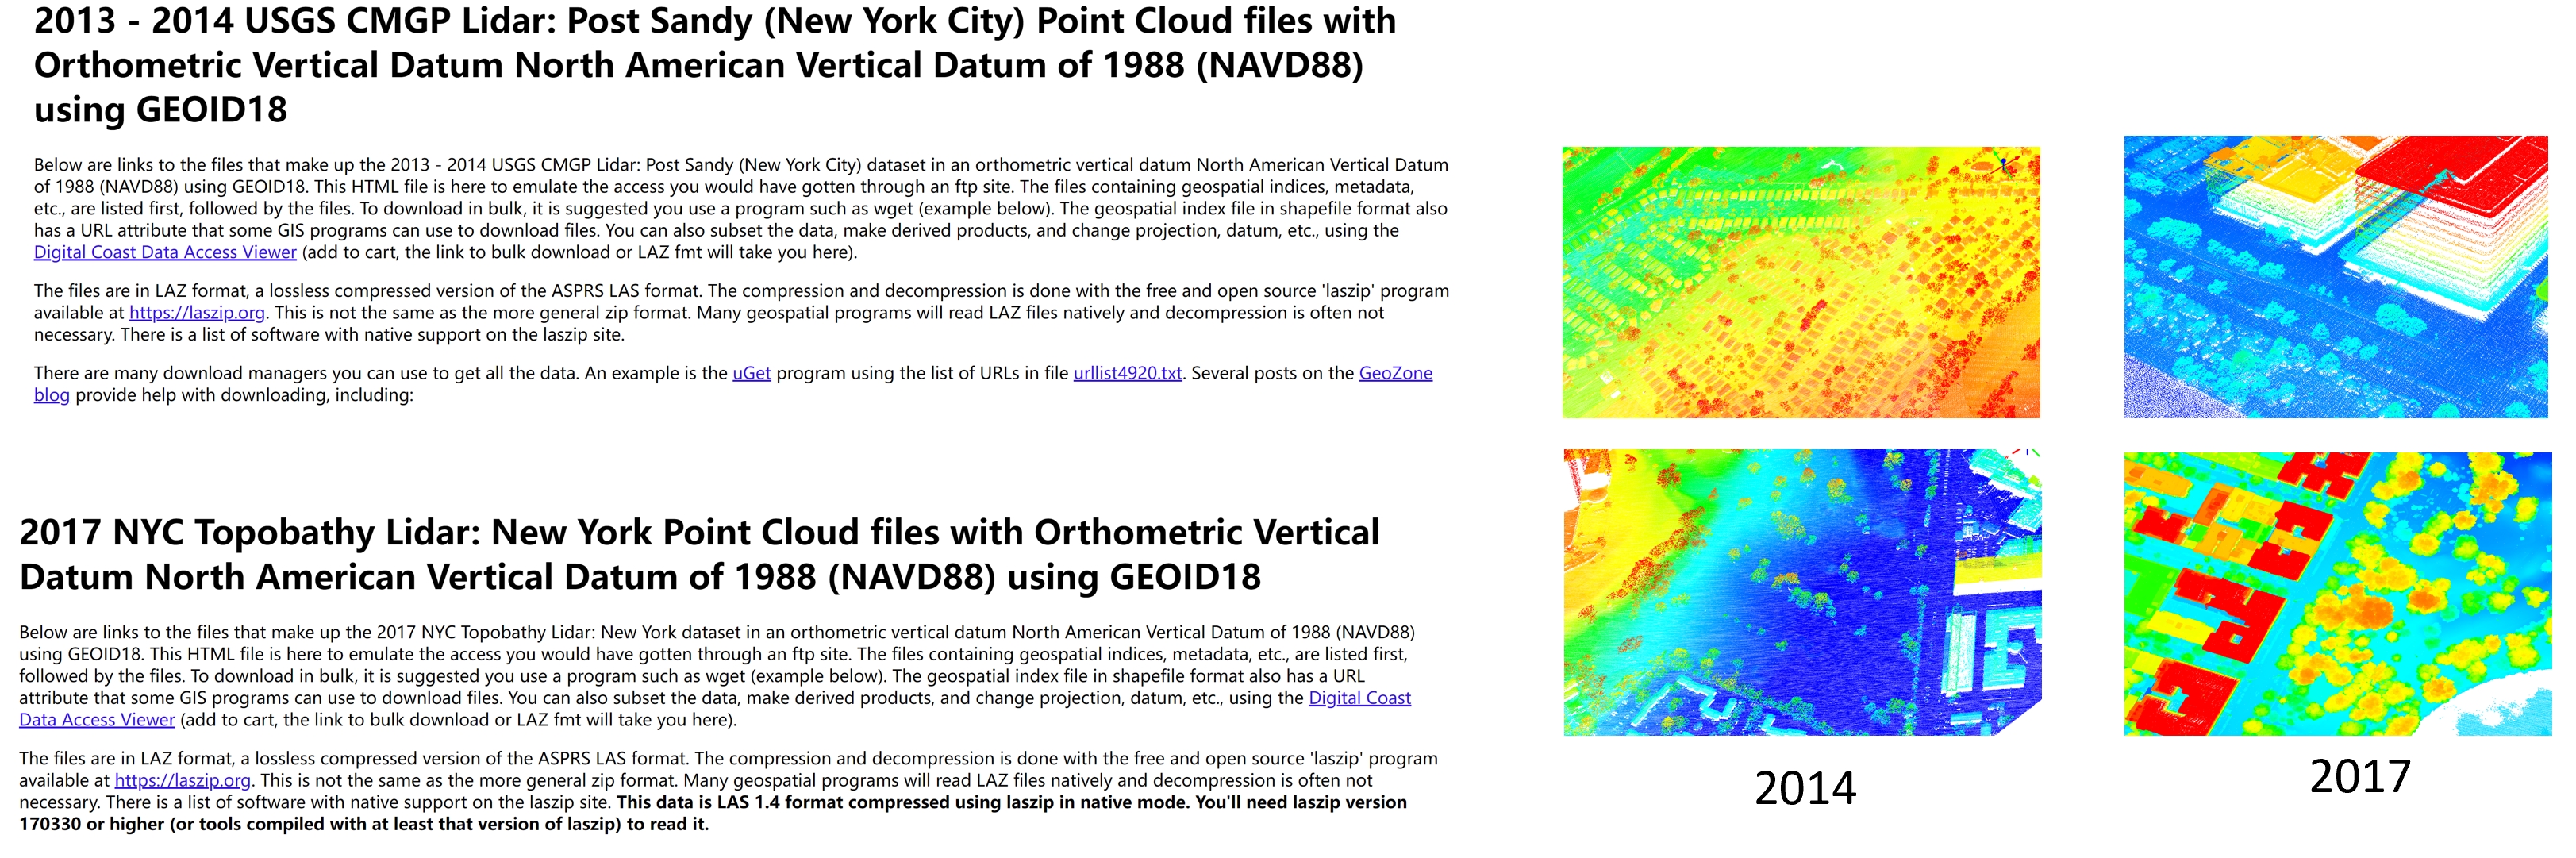 2013 - 2014 USGS CMGP Lidar: Post Sandy (New York City) Point Cloud files with
Orthometric Vertical Datum North American Vertical Datum of 1988 (NAVD88)
using GEOID18
Below are links to the files that make up the 2013 - 2014 USGS CMGP Lidar: Post Sandy (New York City) dataset in an orthometric vertical datum North American Vertical Datum
of 1988 (NAVD88) using GEOID18. This HTML file is here to emulate the access you would have gotten through an ftp site. The files containing geospatial indices, metadata,
etc., are listed first, followed by the files. To download in bulk, it is suggested you use a program such as wget (example below). The geospatial index file in shapefile format also
has a URL attribute that some GIS programs can use to download files. You can also subset the data, make derived products, and change projection, datum, etc., using the
Digital Coast Data Access Viewer (add to cart, the link to bulk download or LAZ fmt will take you here).
The files are in LAZ format, a lossless compressed version of the ASPRS LAS format. The compression and decompression is done with the free and open source 'laszip' program
available at https://laszip.org. This is not the same as the more general zip format. Many geospatial programs will read LAZ files natively and decompression is often not
necessary. There is a list of software with native support on the laszip site.
There are many download managers you can use to get all the data. An example is the uGet program using the list of URLs in file urllist4920.txt. Several posts on the GeoZone
blog provide help with downloading, including:
2017 NYC Topobathy Lidar: New York Point Cloud files with Orthometric Vertical
Datum North American Vertical Datum of 1988 (NAVD88) using GEOID18
Below are links to the files that make up the 2017 NYC Topobathy Lidar: New York dataset in an orthometric vertical datum North American Vertical Datum of 1988 (NAVD88)
using GEOID18. This HTML file is here to emulate the access you would have gotten through an ftp site. The files containing geospatial indices, metadata, etc., are listed first,
followed by the files. To download in bulk, it is suggested you use a program such as wget (example below). The geospatial index file in shapefile format also has a URL
attribute that some GIS programs can use to download files. You can also subset the data, make derived products, and change projection, datum, etc., using the Digital Coast
Data Access Viewer (add to cart, the link to bulk download or LAZ fmt will take you here).
The files are in LAZ format, a lossless compressed version of the ASPRS LAS format. The compression and decompression is done with the free and open source 'laszip' program
available at https://laszip.org. This is not the same as the more general zip format. Many geospatial programs will read LAZ files natively and decompression is often not
necessary. There is a list of software with native support on the laszip site. This data is LAS 1.4 format compressed using laszip in native mode. You'll need laszip version
170330 or higher (or tools compiled with at least that version of laszip) to read it.
2014
2017